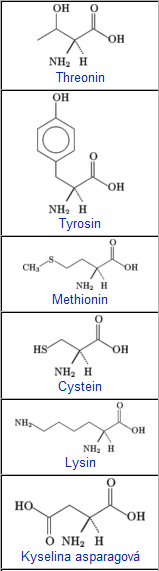 OH
O
OH
NH₂ H
Threonin
OH
O
OH
NH₂ H
Tyrosin
O
CH₃ S OH
NH₂ H
Methionin
O
HS OH
NH₂ H
Cystein
O
NH₂ OH
NH₂ H
Lysin
O
HO OH
O NH₂ H
Kyselina asparagová